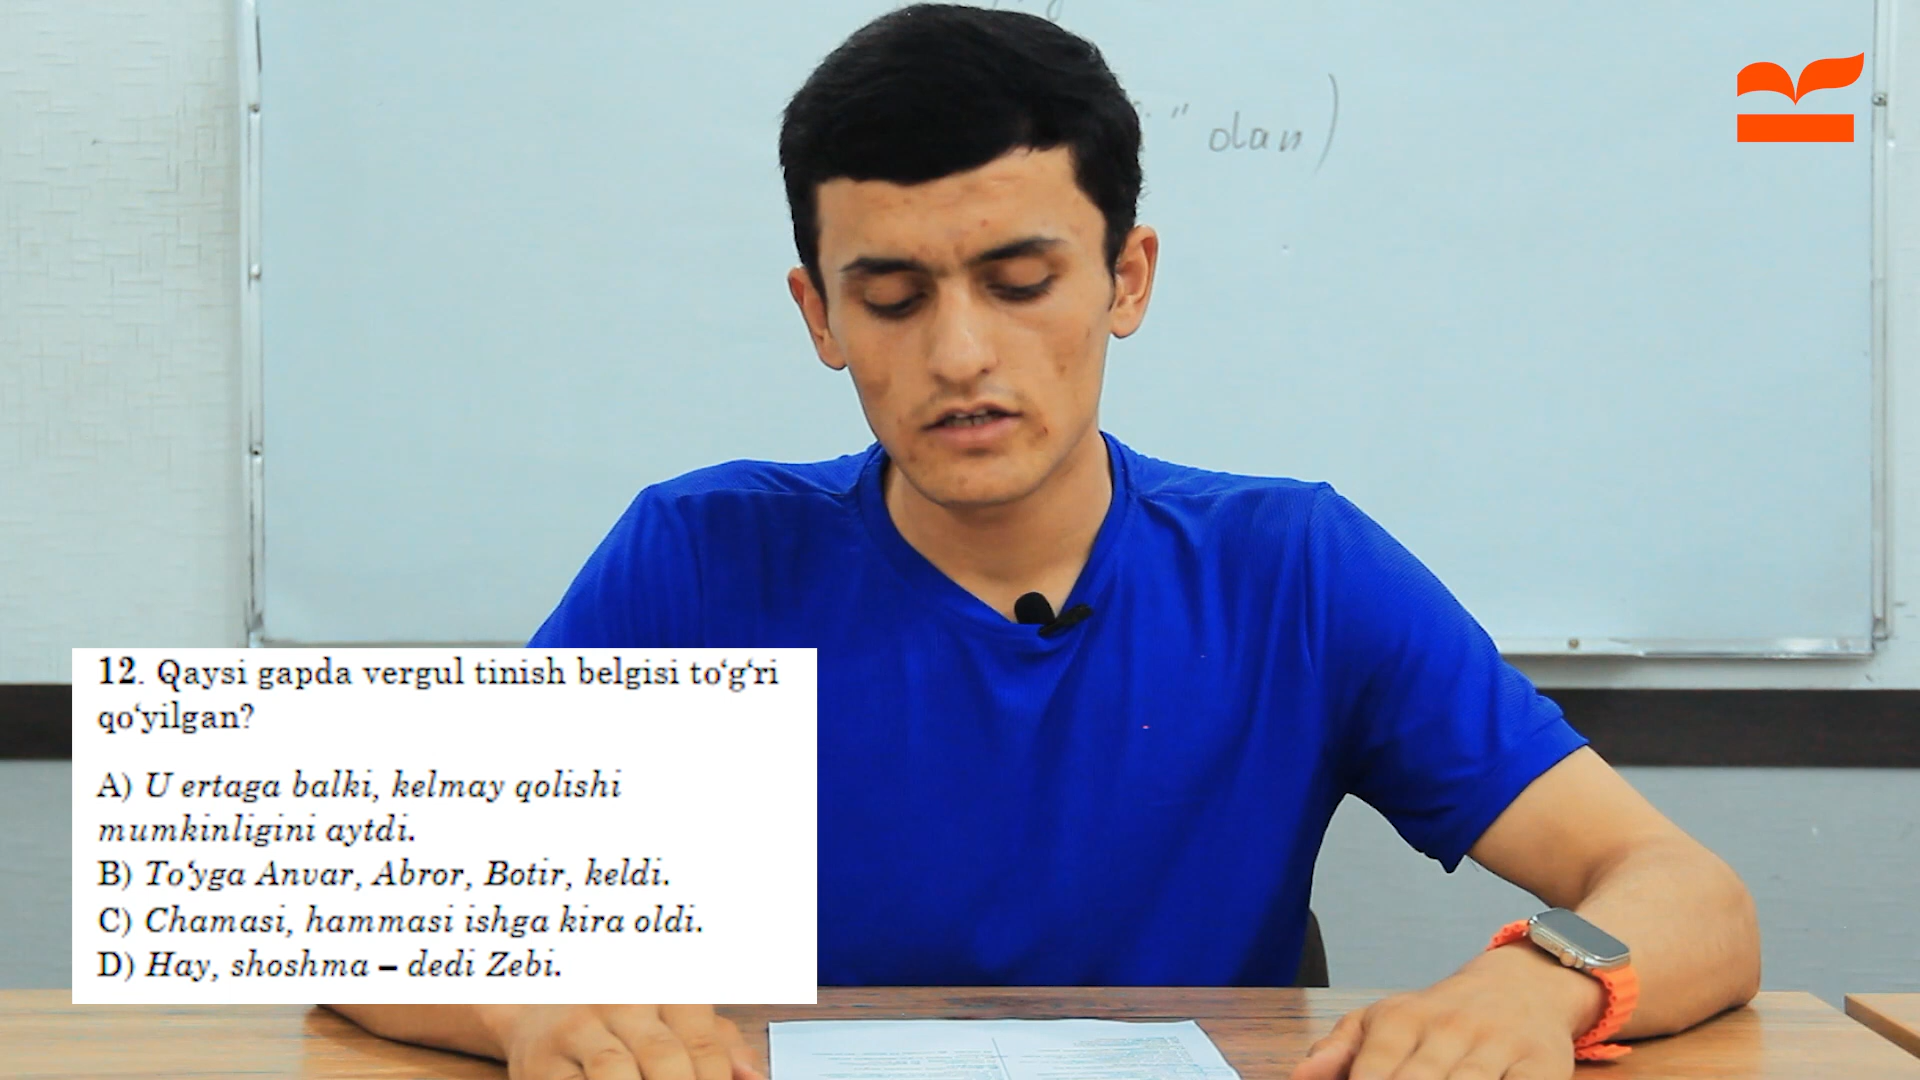 " olan)
12. Qaysi gapda vergul tinish belgisi to‘g‘ri
qo‘yilgan?
A) U ertaga balki, kelmay qolishi
mumkinligini aytdi.
B) To‘yga Anvar, Abror, Botir, keldi.
C) Chamasi, hammasi ishga kira oldi.
D) Hay, shoshma – dedi Zebi.